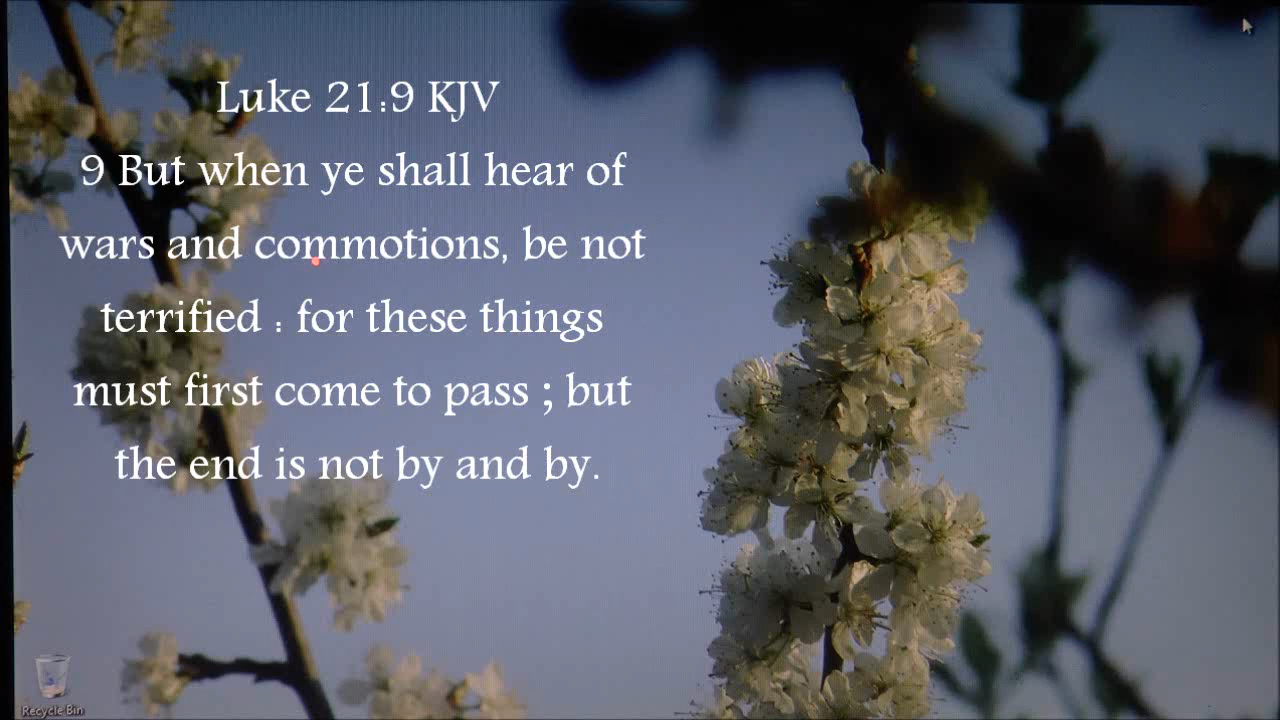 Luke 21:9 KJV
9 But when ye shall hear of
wars and commotions, be not
terrified : for these things
must first come to pass ; but
the end is not by and by.
Recycle Bin